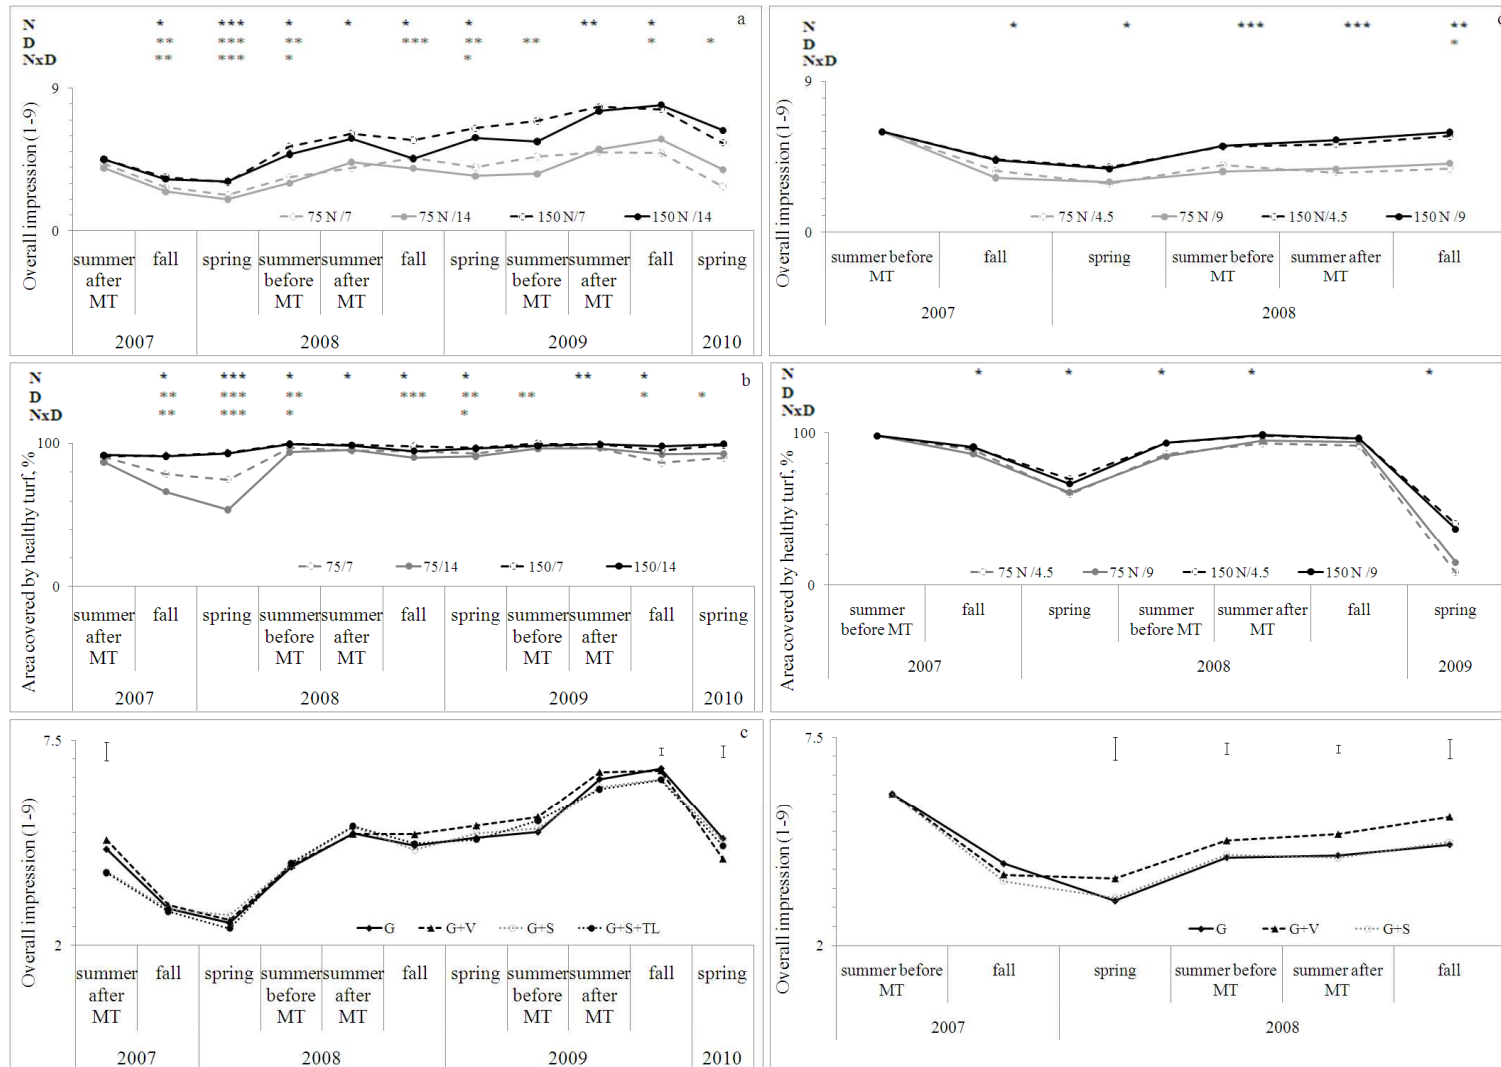 N * *** * * * * ** * a
D ** *** ** *** ** ** * *
NxD ** *** * *
Overall impression (1-9)
9
0
75 N /7 75 N /14 150 N/7 150 N /14
summer after MT fall spring summer before MT summer after MT fall spring summer before MT summer after MT fall spring
2007 2008 2009 2010
N * * *** *** **
D *
NxD
Overall impression (1-9)
9
0
75 N /4.5 75 N /9 150 N/4.5 150 N /9
summer before MT fall spring summer before MT summer after MT fall
2007 2008
N * *** * * * * ** * b
D ** *** ** *** ** ** * *
NxD ** *** * *
Area covered by healthy turf, %
100
0
75/7 75/14 150/7 150/14
summer after MT fall spring summer before MT summer after MT fall spring summer before MT summer after MT fall spring
2007 2008 2009 2010
N * * * * *
D
NxD
Area covered by healthy turf, %
100
0
75 N /4.5 75 N /9 150 N/4.5 150 N /9
summer before MT fall spring summer before MT summer after MT fall spring
2007 2008 2009
c
Overall impression (1-9)
7.5
2
G G+V G+S G+S+TL
summer after MT fall spring summer before MT summer after MT fall spring summer before MT summer after MT fall spring
2007 2008 2009 2010
Overall impression (1-9)
7.5
2
G G+V G+S
summer before MT fall spring summer before MT summer after MT fall
2007 2008